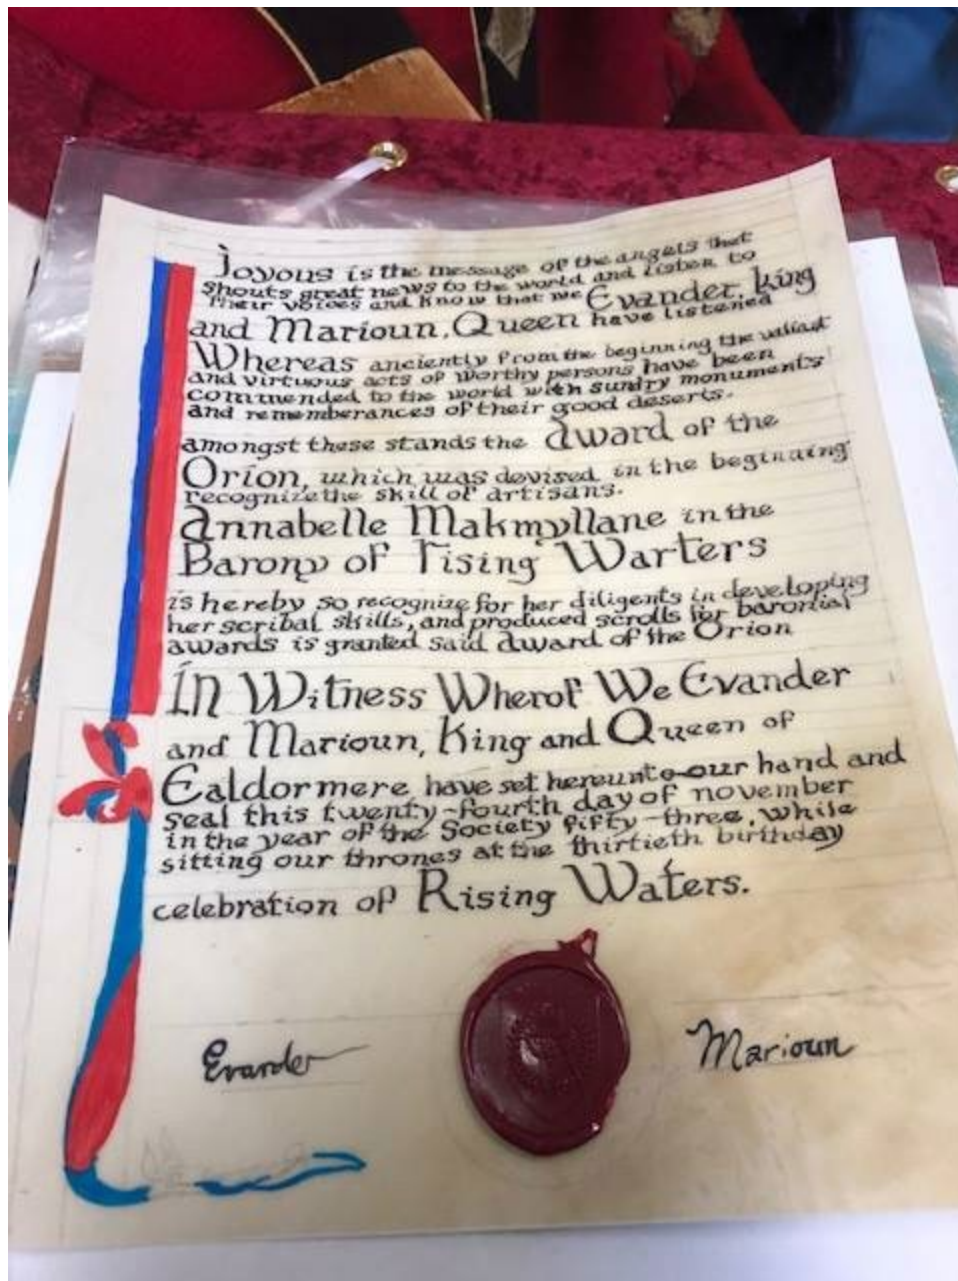 Joyous is the message of the angels that
shouts great news to the world and listen to
their voices and know that we Evander, King
and Marioun, Queen have listened
Whereas anciently from the beginning the valiant
and virtuous acts of worthy persons have been
commended to the world with sundry monuments
and rememberances of their good deserts.
amongst these stands the Award of the
Orion, which was devised in the beginning
recognize the skill of artisans.
Annabelle Makmyllane in the
Barony of rising Warters
is hereby so recognize for her diligents in developing
her scribal skills, and produced scrolls for baronial
awards is granted said Award of the Orion
In Witness Wherof We Evander
and Marioun, King and Queen of
Ealdormere have set hereunto our hand and
seal this twenty-fourth day of november
in the year of the Society fifty-three, while
sitting our thrones at the thirtieth birthday
celebration of Rising Waters.
Evander
Marioun